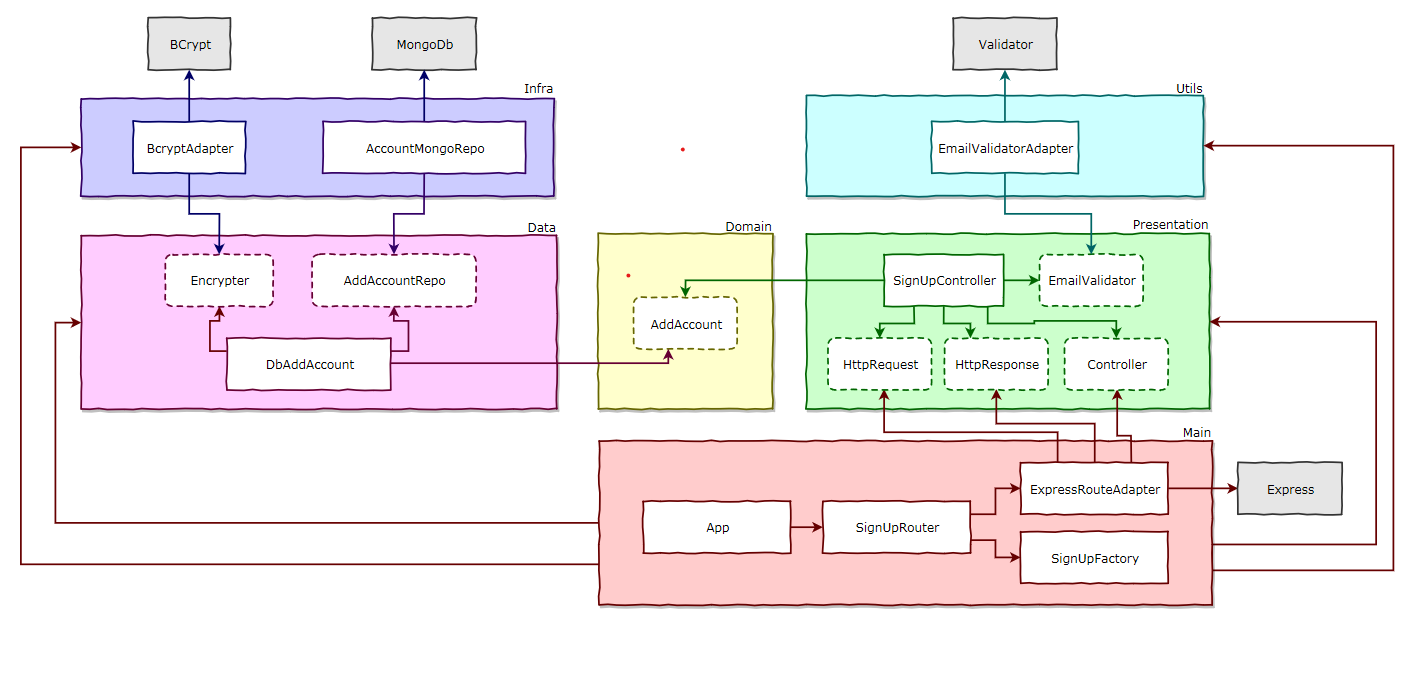 BCrypt
MongoDb
Validator
Infra
Utils
BcryptAdapter
AccountMongoRepo
EmailValidatorAdapter
Data
Domain
Presentation
Encrypter
AddAccountRepo
SignUpController
EmailValidator
AddAccount
DbAddAccount
HttpRequest
HttpResponse
Controller
Main
ExpressRouteAdapter
Express
App
SignUpRouter
SignUpFactory